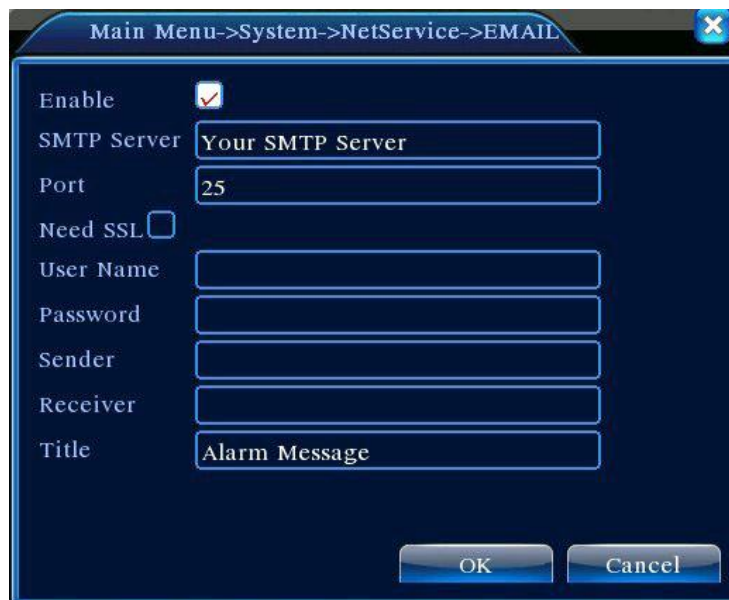 Main Menu->System->NetService->EMAIL
Enable
SMTP Server Your SMTP Server
Port 25
Need SSL
User Name
Password
Sender
Receiver
Title Alarm Message
OK Cancel